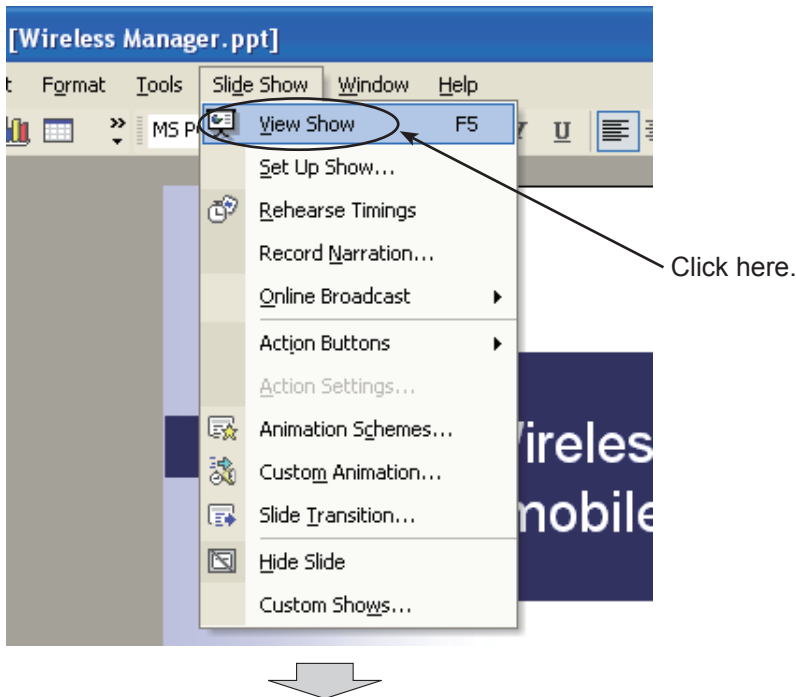 [Wireless Manager.ppt]
t Format Tools Slide Show Window Help
MS P U
View Show F5
Set Up Show...
Rehearse Timings
Record Narration...
Online Broadcast
Action Buttons
Action Settings...
Animation Schemes...
Custom Animation...
Slide Transition...
Hide Slide
Custom Shows...
Click here.
ireles
mobile